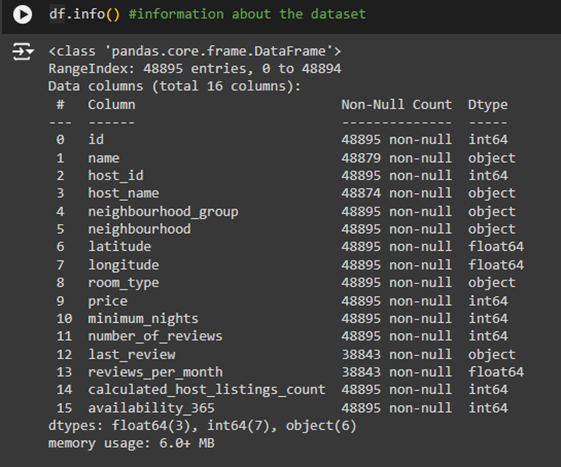 df.info() #information about the dataset
<class 'pandas.core.frame.DataFrame'>
RangeIndex: 48895 entries, 0 to 48894
Data columns (total 16 columns):
 #   Column                          Non-Null Count  Dtype
---  ------                          --------------  -----
 0   id                              48895 non-null  int64
 1   name                            48879 non-null  object
 2   host_id                         48895 non-null  int64
 3   host_name                       48874 non-null  object
 4   neighbourhood_group             48895 non-null  object
 5   neighbourhood                   48895 non-null  object
 6   latitude                        48895 non-null  float64
 7   longitude                       48895 non-null  float64
 8   room_type                       48895 non-null  object
 9   price                           48895 non-null  int64
 10  minimum_nights                  48895 non-null  int64
 11  number_of_reviews               48895 non-null  int64
 12  last_review                     38843 non-null  object
 13  reviews_per_month               38843 non-null  float64
 14  calculated_host_listings_count  48895 non-null  int64
 15  availability_365                48895 non-null  int64
dtypes: float64(3), int64(7), object(6)
memory usage: 6.0+ MB